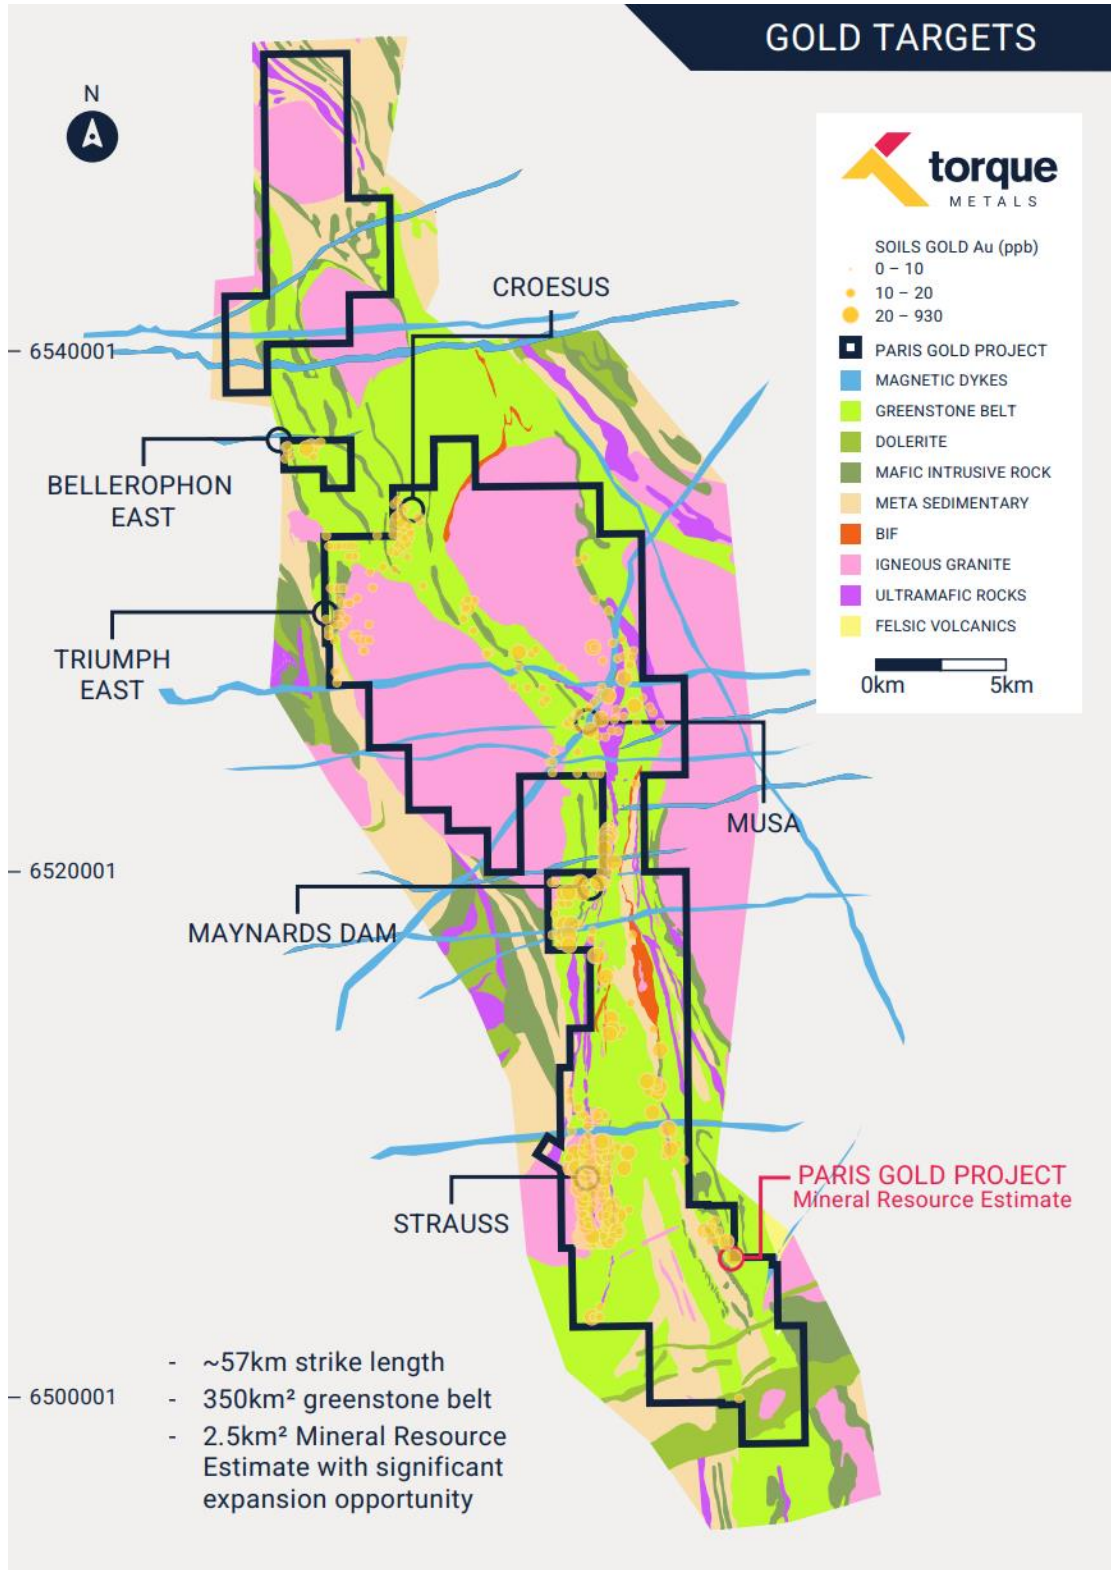 GOLD TARGETS
N
torque
METALS
SOILS GOLD Au (ppb)
0 – 10
10 – 20
20 – 930
PARIS GOLD PROJECT
MAGNETIC DYKES
GREENSTONE BELT
DOLERITE
MAFIC INTRUSIVE ROCK
META SEDIMENTARY
BIF
IGNEOUS GRANITE
ULTRAMAFIC ROCKS
FELSIC VOLCANICS
0km
5km
CROESUS
6540001
BELLEROPHON
EAST
TRIUMPH
EAST
MUSA
6520001
MAYNARDS DAM
PARIS GOLD PROJECT
Mineral Resource Estimate
STRAUSS
6500001
- ~57km strike length
- 350km² greenstone belt
- 2.5km² Mineral Resource
Estimate with significant
expansion opportunity